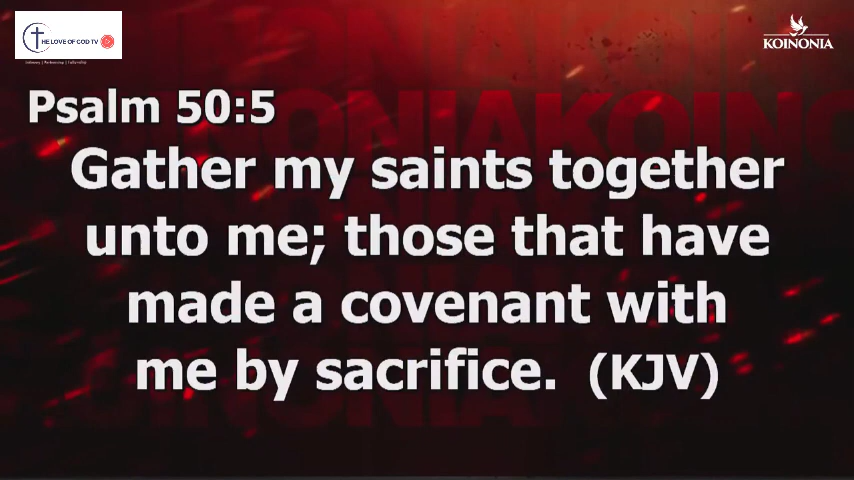 THE LOVE OF GOD TV
KOINONIA
Psalm 50:5
Gather my saints together
unto me; those that have
made a covenant with
me by sacrifice. (KJV)